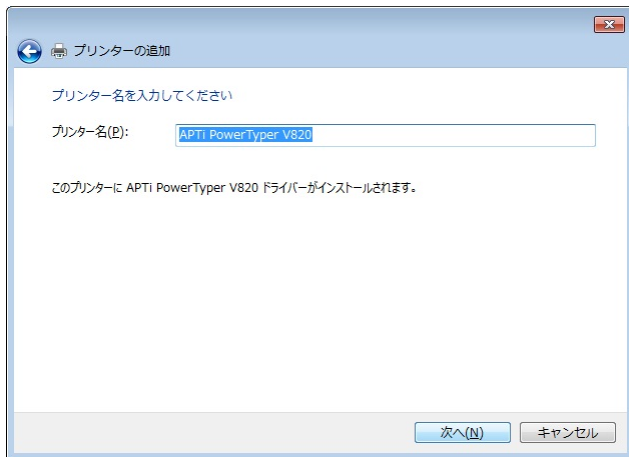 プリンターの追加
プリンター名を入力してください
プリンター名(P): APTi PowerTyper V820
このプリンターに APTi PowerTyper V820 ドライバーがインストールされます。
次へ(N) キャンセル